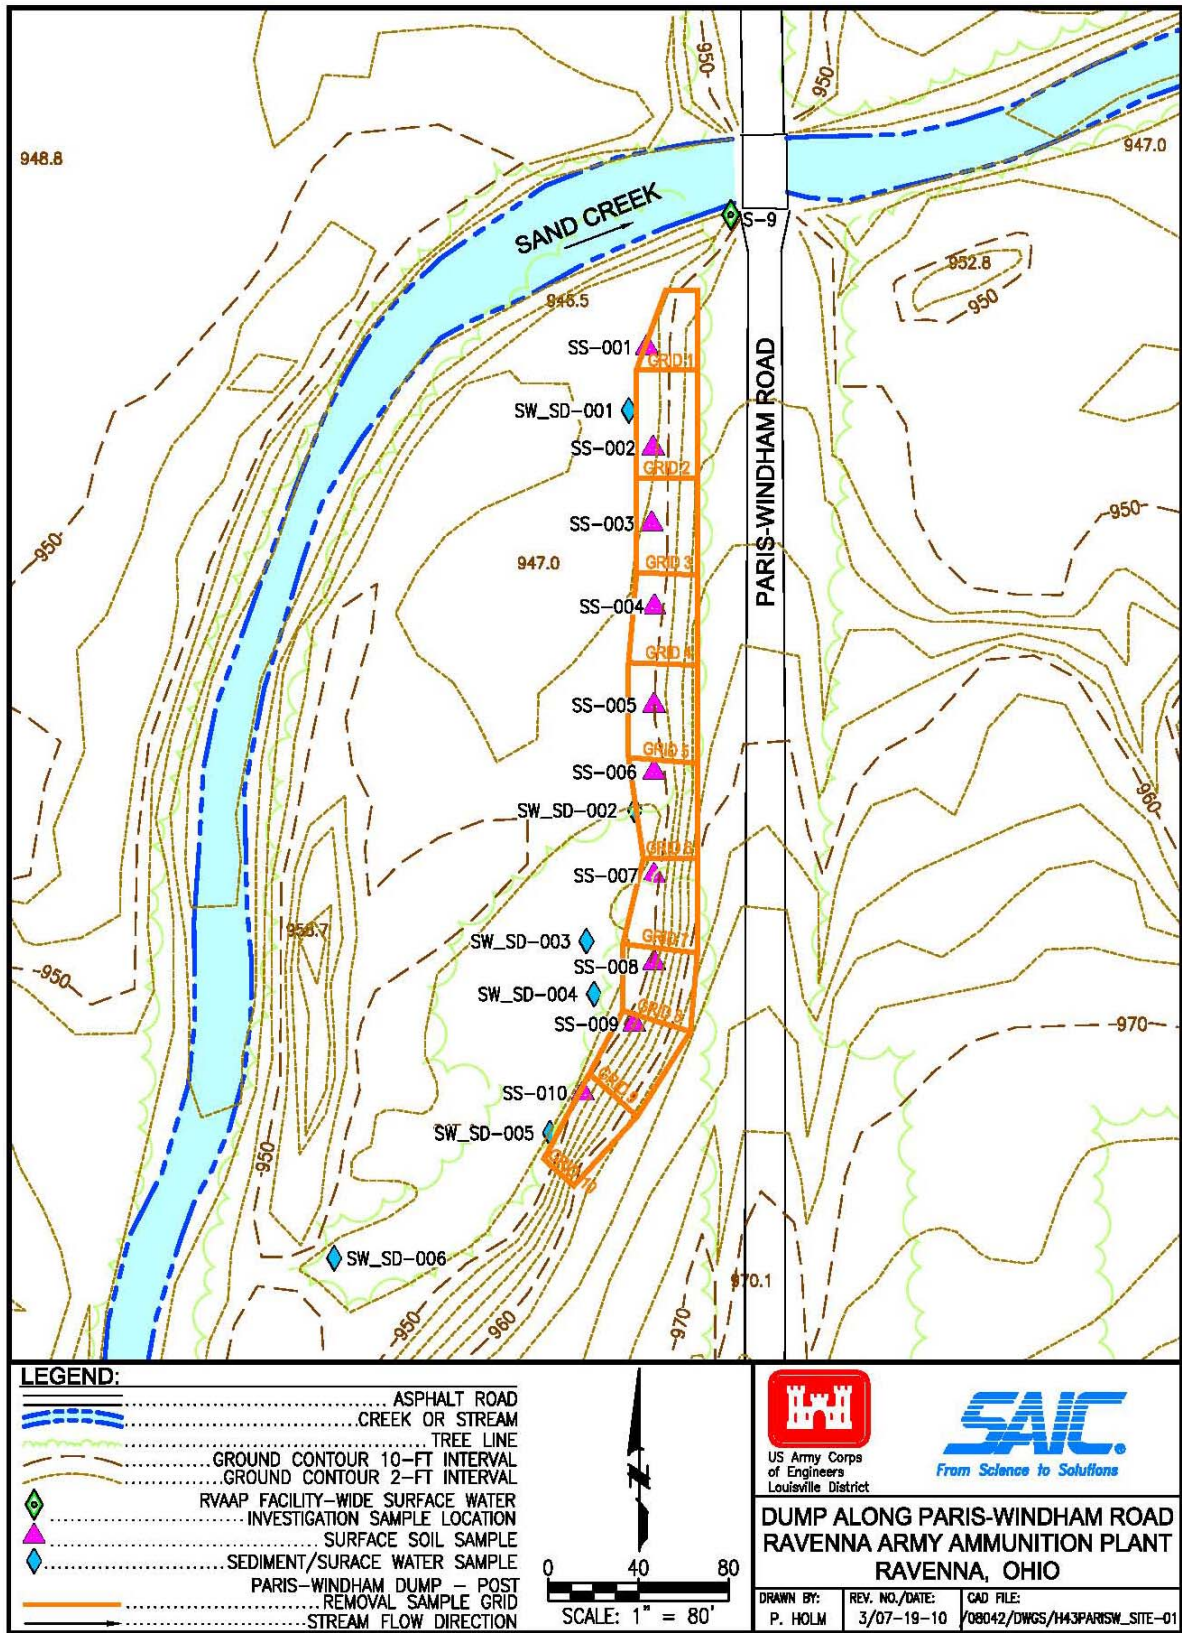 -950-
950-
948.8
947.0
SAND CREEK
S-9
952.8
-950
945.5
SS-001
GRID 1
SW_SD-001
SS-002
GRID 2
PARIS-WINDHAM ROAD
SS-003
-950-
-950-
947.0
GRID 3
SS-004
GRID 4
SS-005
GRID 5
SS-006
SW_SD-002
-960-
GRID 6
SS-007
SW_SD-003
GRID 7
SS-008
-950-
SW_SD-004
GRID 8
SS-009
970-
GRID 9
SS-010
SW_SD-005
-950-
GRID 10
SW_SD-006
970.1
-950-
960
-970-
LEGEND:
ASPHALT ROAD
CREEK OR STREAM
TREE LINE
GROUND CONTOUR 10-FT INTERVAL
GROUND CONTOUR 2-FT INTERVAL
RVAAP FACILITY-WIDE SURFACE WATER
INVESTIGATION SAMPLE LOCATION
SURFACE SOIL SAMPLE
SEDIMENT/SURACE WATER SAMPLE
PARIS-WINDHAM DUMP - POST
REMOVAL SAMPLE GRID
STREAM FLOW DIRECTION
N
0 40 80
SCALE: 1" = 80'
US Army Corps
of Engineers
Louisville District
SAIC.
From Science to Solutions
DUMP ALONG PARIS-WINDHAM ROAD
RAVENNA ARMY AMMUNITION PLANT
RAVENNA, OHIO
DRAWN BY:
P. HOLM
REV. NO./DATE:
3/07-19-10
CAD FILE:
/08042/DWGS/H43PARISW_SITE-01